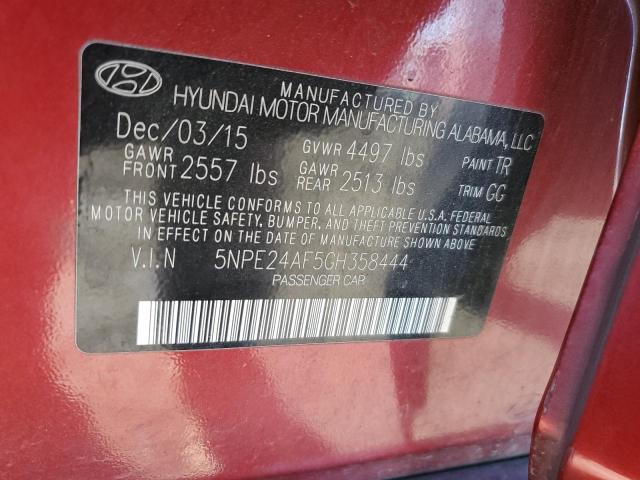 MANUFACTURED BY
HYUNDAI MOTOR MANUFACTURING ALABAMA, LLC
Dec/03/15 GVWR 4497 lbs PAINT TR
GAWR FRONT 2557 lbs GAWR REAR 2513 lbs TRIM GG
THIS VEHICLE CONFORMS TO ALL APPLICABLE U.S.A. FEDERAL
MOTOR VEHICLE SAFETY, BUMPER, AND THEFT PREVENTION
STANDARDS IN EFFECT ON THE DATE OF MANUFACTURE SHOWN ABOVE.
V.I.N 5NPE24AF5GH358444
PASSENGER CAR